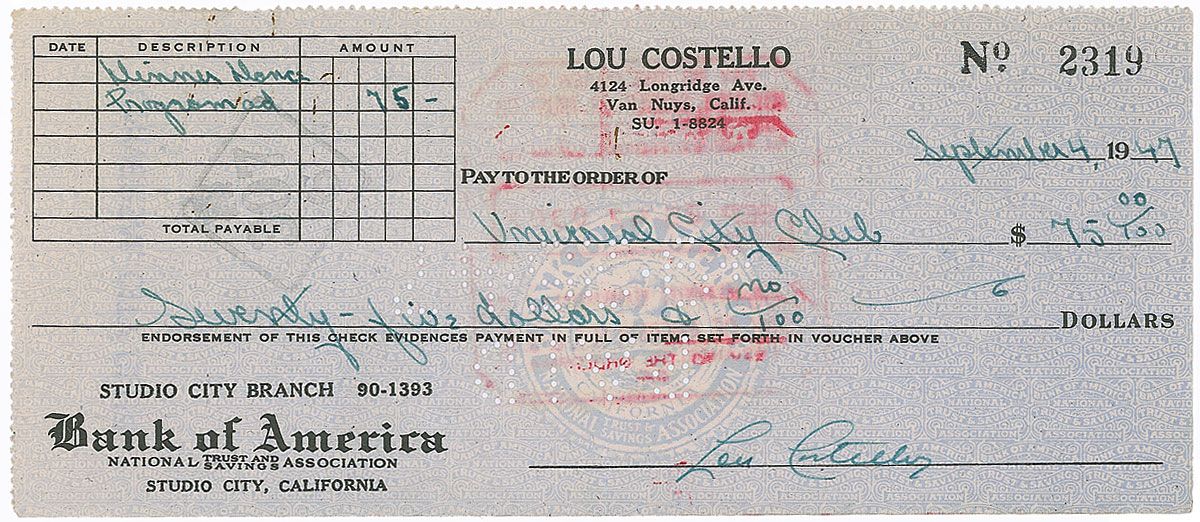 DATE DESCRIPTION AMOUNT
Dinner Dance
Program ad 75 -
TOTAL PAYABLE
LOU COSTELLO
4124 Longridge Ave.
Van Nuys, Calif.
SU. 1-8824
Nº 2319
September 4, 1947
PAY TO THE ORDER OF
Universal City Club $ 75 00/100
Seventy-five dollars & no/100 DOLLARS
ENDORSEMENT OF THIS CHECK EVIDENCES PAYMENT IN FULL OF ITEMS SET FORTH IN VOUCHER ABOVE
STUDIO CITY BRANCH 90-1393
Bank of America
NATIONAL TRUST AND SAVINGS ASSOCIATION
STUDIO CITY, CALIFORNIA
Lou Costello